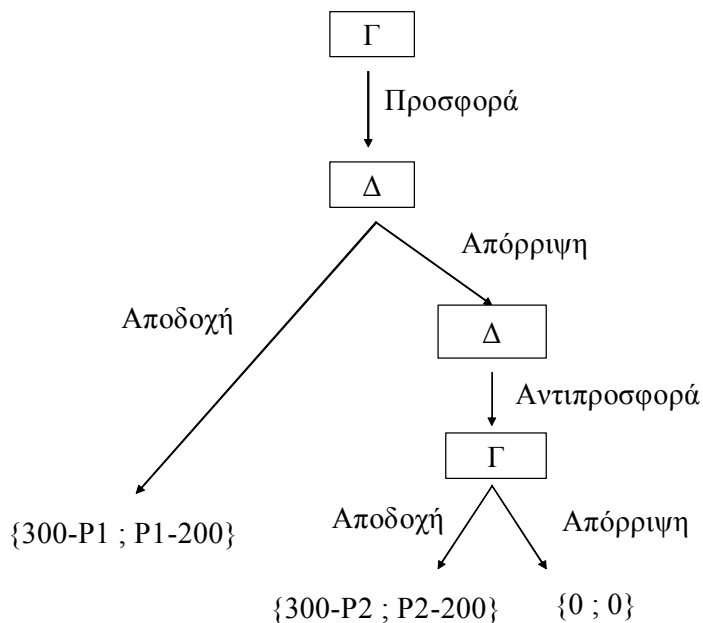 Γ
Προσφορά
Δ
Απόρριψη
Αποδοχή
Δ
Αντιπροσφορά
Γ
Αποδοχή
Απόρριψη
{300-P1 ; P1-200}
{300-P2 ; P2-200}
{0 ; 0}